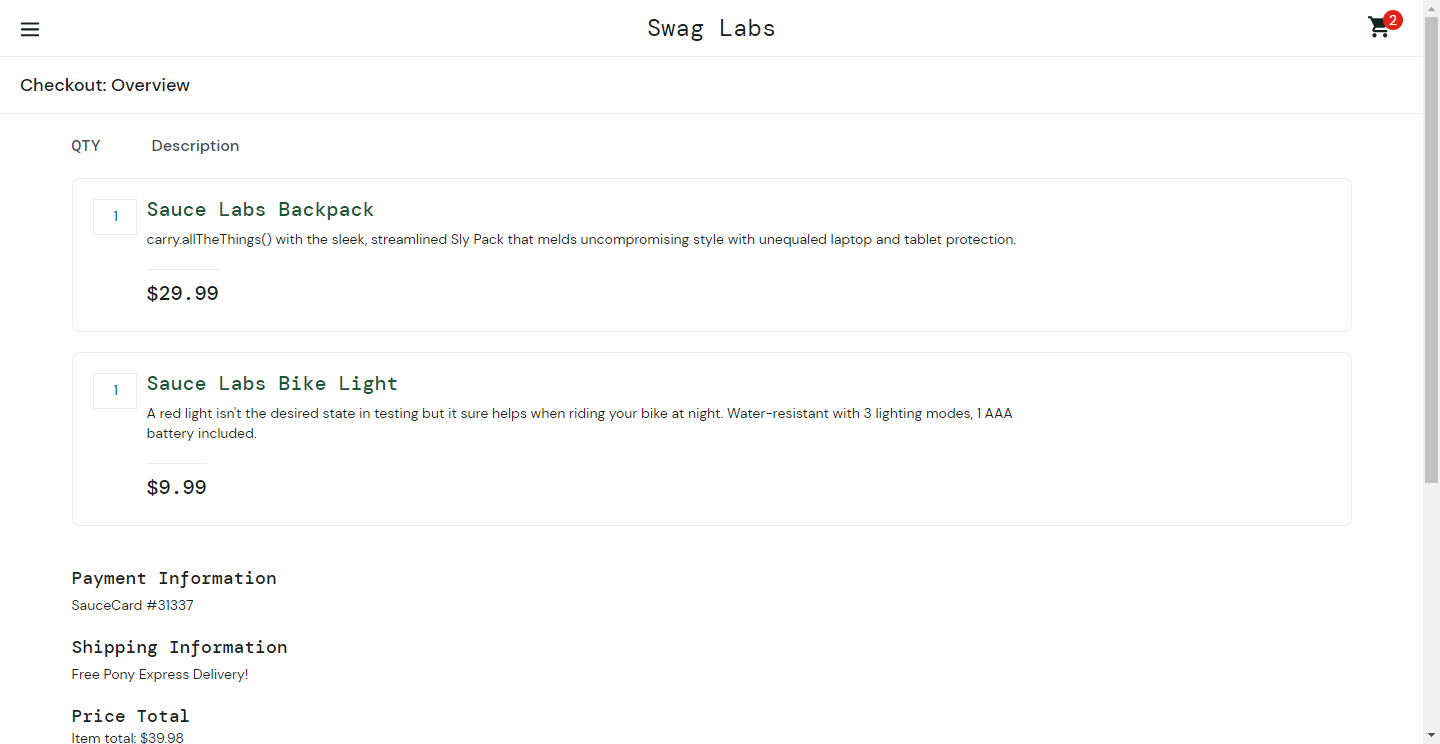 Swag Labs
2
Checkout: Overview
QTY Description
1
Sauce Labs Backpack
carry.allTheThings() with the sleek, streamlined Sly Pack that melds uncompromising style with unequaled laptop and tablet protection.
$29.99
1
Sauce Labs Bike Light
A red light isn't the desired state in testing but it sure helps when riding your bike at night. Water-resistant with 3 lighting modes, 1 AAA
battery included.
$9.99
Payment Information
SauceCard #31337
Shipping Information
Free Pony Express Delivery!
Price Total
Item total: $39.98